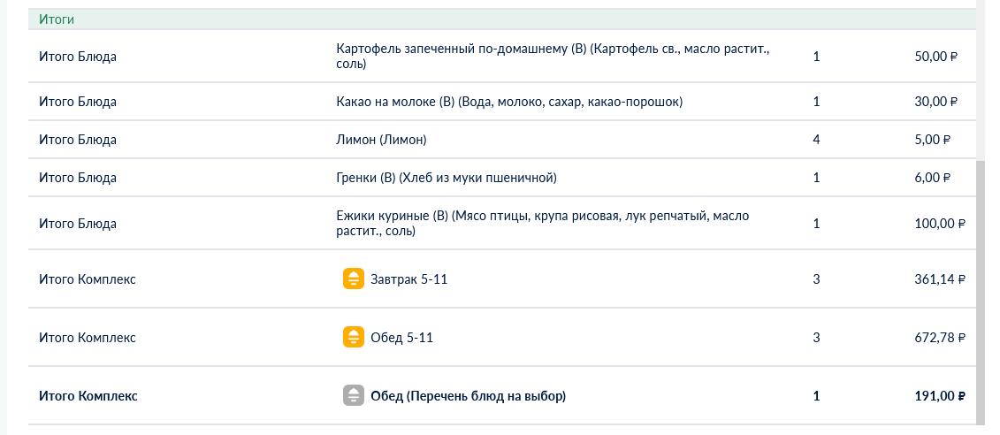 Итоги
Итого Блюда Картофель запеченный по-домашнему (В) (Картофель св., масло растит., соль) 1 50,00 ₽
Итого Блюда Какао на молоке (В) (Вода, молоко, сахар, какао-порошок) 1 30,00 ₽
Итого Блюда Лимон (Лимон) 4 5,00 ₽
Итого Блюда Гренки (В) (Хлеб из муки пшеничной) 1 6,00 ₽
Итого Блюда Ежики куриные (В) (Мясо птицы, крупа рисовая, лук репчатый, масло растит., соль) 1 100,00 ₽
Итого Комплекс Завтрак 5-11 3 361,14 ₽
Итого Комплекс Обед 5-11 3 672,78 ₽
Итого Комплекс Обед (Перечень блюд на выбор) 1 191,00 ₽